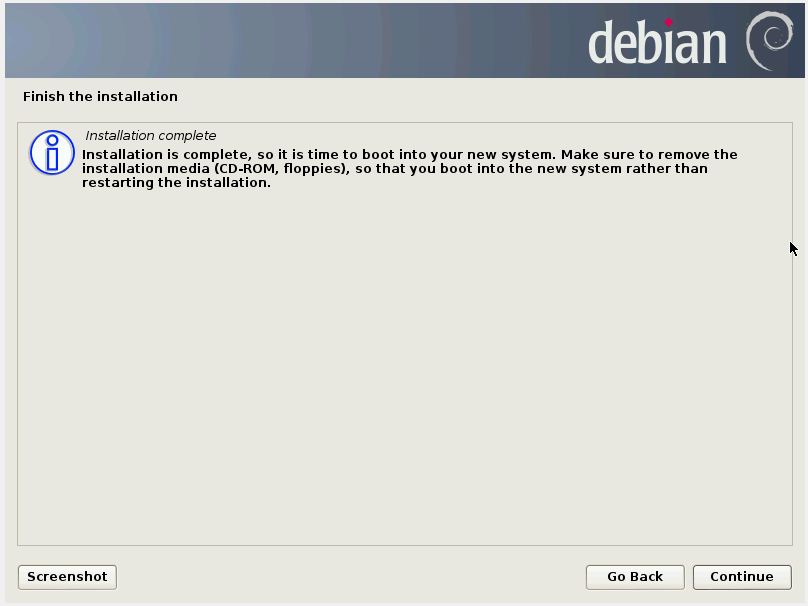 debian
Finish the installation
Installation complete
Installation is complete, so it is time to boot into your new system. Make sure to remove the
installation media (CD-ROM, floppies), so that you boot into the new system rather than
restarting the installation.
Screenshot
Go Back
Continue